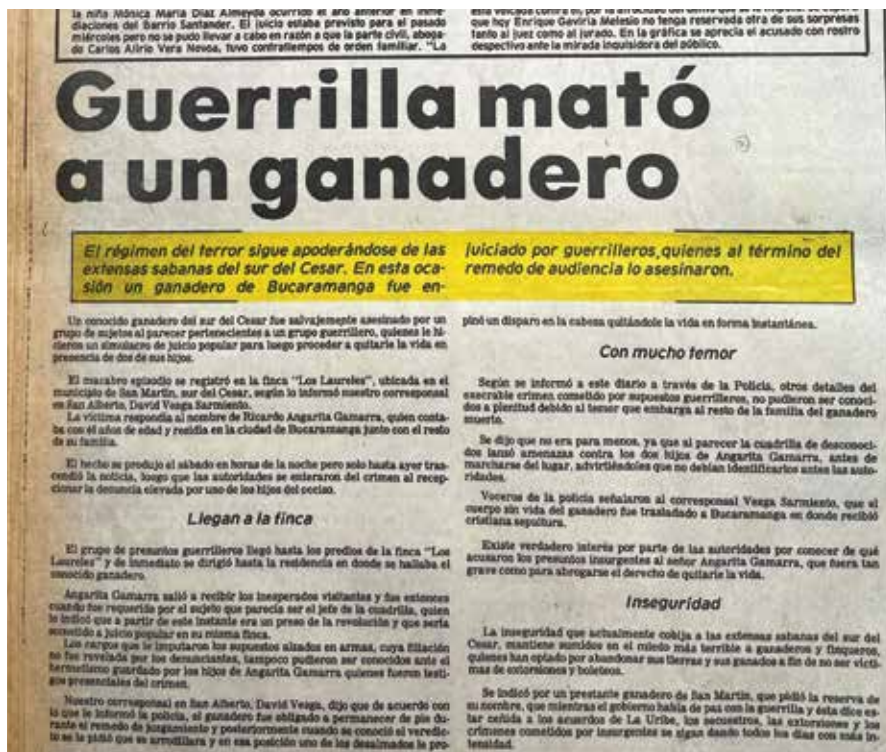 la niña Mónica María Díaz Almeyda ocurrido el año anterior en inme-
diaciones del Barrio Santander. El juicio estaba previsto para el pasado
miércoles pero no se pudo llevar a cabo en razón a que la parte civil, aboga-
do Carlos Alirio Vera Novoa, tuvo contratiempos de orden familiar. "La
que hoy Enrique Gaviria Melesio no tenga reservada otra de sus sorpresas
tanto al juez como al jurado. En la gráfica se aprecia el acusado con rostro
despectivo ante la mirada inquisidora del público.
Guerrilla mató
a un ganadero
El régimen del terror sigue apoderándose de las
extensas sabanas del sur del Cesar. En esta oca-
sión un ganadero de Bucaramanga fue en-
juiciado por guerrilleros, quienes al término del
remedo de audiencia lo asesinaron.
Un conocido ganadero del sur del Cesar fue salvajemente asesinado por un
grupo de sujetos al parecer pertenecientes a un grupo guerrillero, quienes le hi-
cieron un simulacro de juicio popular para luego proceder a quitarle la vida en
presencia de dos de sus hijos.
El macabro episodio se registró en la finca "Los Laureles", ubicada en el
municipio de San Martín, sur del Cesar, según lo informó nuestro corresponsal
en San Alberto, David Veega Sarmiento.
La víctima respondía al nombre de Ricardo Angarita Gamarra, quien conta-
ba con años de edad y residía en la ciudad de Bucaramanga junto con el resto
de su familia.
El hecho se produjo el sábado en horas de la noche pero solo hasta ayer tras-
cendió la noticia, luego que las autoridades se enteraron del crimen al recep-
cionar la denuncia elevada por uno de los hijos del occiso.
Llegan a la finca
El grupo de presuntos guerrilleros llegó hasta los predios de la finca "Los
Laureles" y de inmediato se dirigió hasta la residencia en donde se hallaba el
conocido ganadero.
Angarita Gamarra salió a recibir los inesperados visitantes y fue entonces
cuando fue requerido por el sujeto que parecía ser el jefe de la cuadrilla, quien
le indicó que a partir de este instante era un preso de la revolución y que sería
sometido a juicio popular en su misma finca.
Los cargos que le imputaron los supuestos alzados en armas, cuya filiación
no fue revelada por los denunciantes, tampoco pudieron ser conocidos ante el
hermetismo guardado por los hijos de Angarita Gamarra quienes fueron testi-
gos presenciales del crimen.
Nuestro corresponsal en San Alberto, David Veega, dijo que de acuerdo con
lo que le informó la policía, el ganadero fue obligado a permanecer de pie du-
rante el remedo de juzgamiento y posteriormente cuando se conoció el veredic-
to se le pidió que se arrodillara y en esa posición uno de los desalmados le pro-
pinó un disparo en la cabeza quitándole la vida en forma instantánea.
Con mucho temor
Según se informó a este diario a través de la Policía, otros detalles del
execrable crimen cometido por supuestos guerrilleros, no pudieron ser conoci-
dos a plenitud debido al temor que embarga al resto de la familia del ganadero
muerto.
Se dijo que no era para menos, ya que al parecer la cuadrilla de desconoci-
dos lanzó amenazas contra los dos hijos de Angarita Gamarra, antes de
marcharse del lugar, advirtiéndoles que no debían identificarlos antes las auto-
ridades.
Voceros de la policía señalaron al corresponsal Veega Sarmiento, que el
cuerpo sin vida del ganadero fue trasladado a Bucaramanga en donde recibió
cristiana sepultura.
Existe verdadero interés por parte de las autoridades por conocer de qué
acusaron los presuntos insurgentes al señor Angarita Gamarra, que fuera tan
grave como para abrogarse el derecho de quitarle la vida.
Inseguridad
La inseguridad que actualmente cobija a las extensas sabanas del sur del
Cesar, mantiene sumidos en el miedo más terrible a ganaderos y finqueros,
quienes han optado por abandonar sus tierras y sus ganados a fin de no ser vícti-
mas de extorsiones y boleteos.
Se indicó por un prestante ganadero de San Martín, que pidió la reserva de
su nombre, que mientras el gobierno habla de paz con la guerrilla y ésta dice es-
tar ceñida a los acuerdos de La Uribe, los secuestros, las extorsiones y los
crímenes cometidos por insurgentes se sigan dando todos los días con más in-
tensidad.